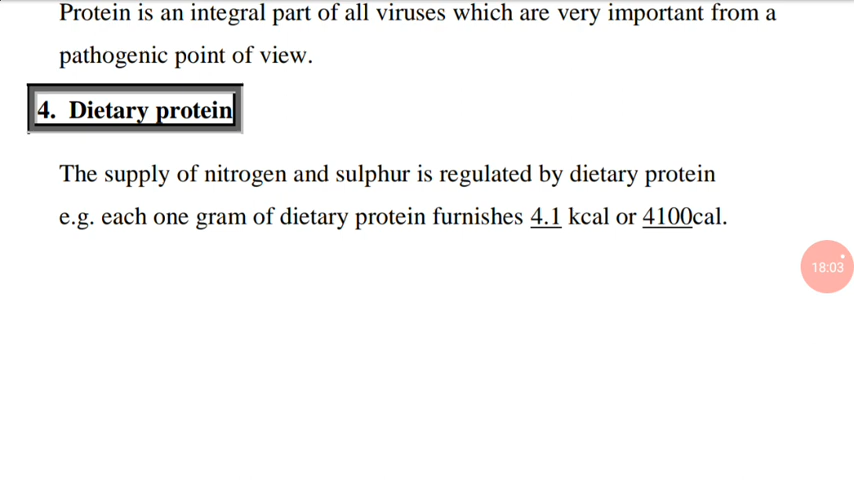 Protein is an integral part of all viruses which are very important from a
pathogenic point of view.
4. Dietary protein
The supply of nitrogen and sulphur is regulated by dietary protein
e.g. each one gram of dietary protein furnishes 4.1 kcal or 4100cal.
18:03